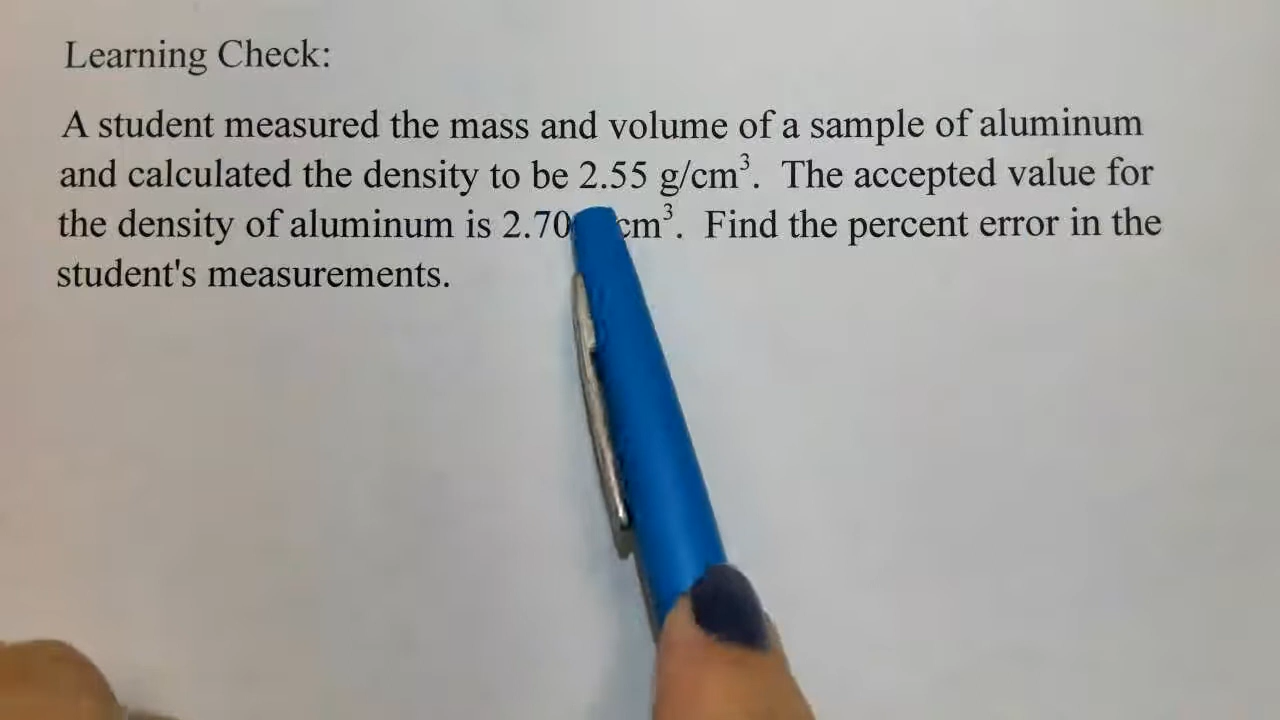 Learning Check:
A student measured the mass and volume of a sample of aluminum
and calculated the density to be 2.55 g/cm³. The accepted value for
the density of aluminum is 2.70 cm³. Find the percent error in the
student's measurements.